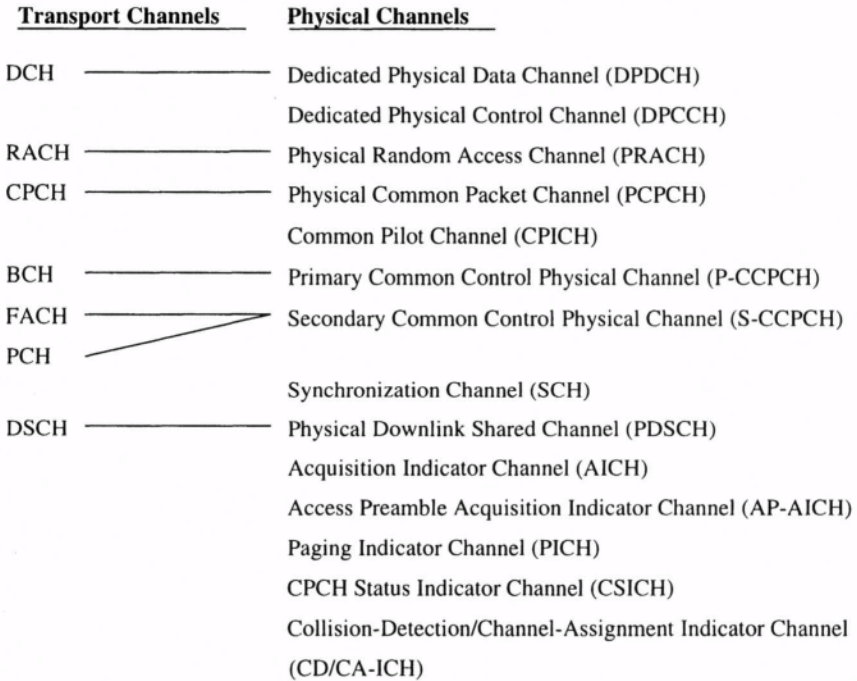 Transport Channels Physical Channels
DCH Dedicated Physical Data Channel (DPDCH)
Dedicated Physical Control Channel (DPCCH)
RACH Physical Random Access Channel (PRACH)
CPCH Physical Common Packet Channel (PCPCH)
Common Pilot Channel (CPICH)
BCH Primary Common Control Physical Channel (P-CCPCH)
FACH Secondary Common Control Physical Channel (S-CCPCH)
PCH
Synchronization Channel (SCH)
DSCH Physical Downlink Shared Channel (PDSCH)
Acquisition Indicator Channel (AICH)
Access Preamble Acquisition Indicator Channel (AP-AICH)
Paging Indicator Channel (PICH)
CPCH Status Indicator Channel (CSICH)
Collision-Detection/Channel-Assignment Indicator Channel
(CD/CA-ICH)